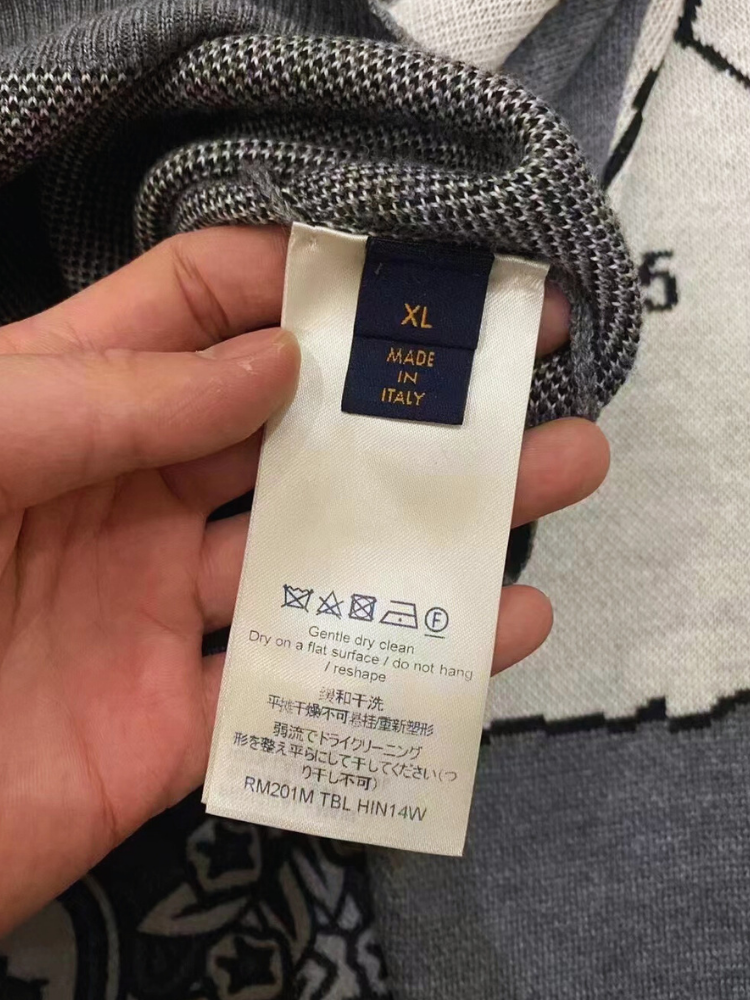 XL
MADE
IN
ITALY
5
F
Gentle dry clean
Dry on a flat surface / do not hang
/ reshape
缓和干洗
平摊干燥不可悬挂/重新塑形
弱流でドライクリーニング
形を整え平らにして干してください(つ
り干し不可)
RM201M TBL HIN14W